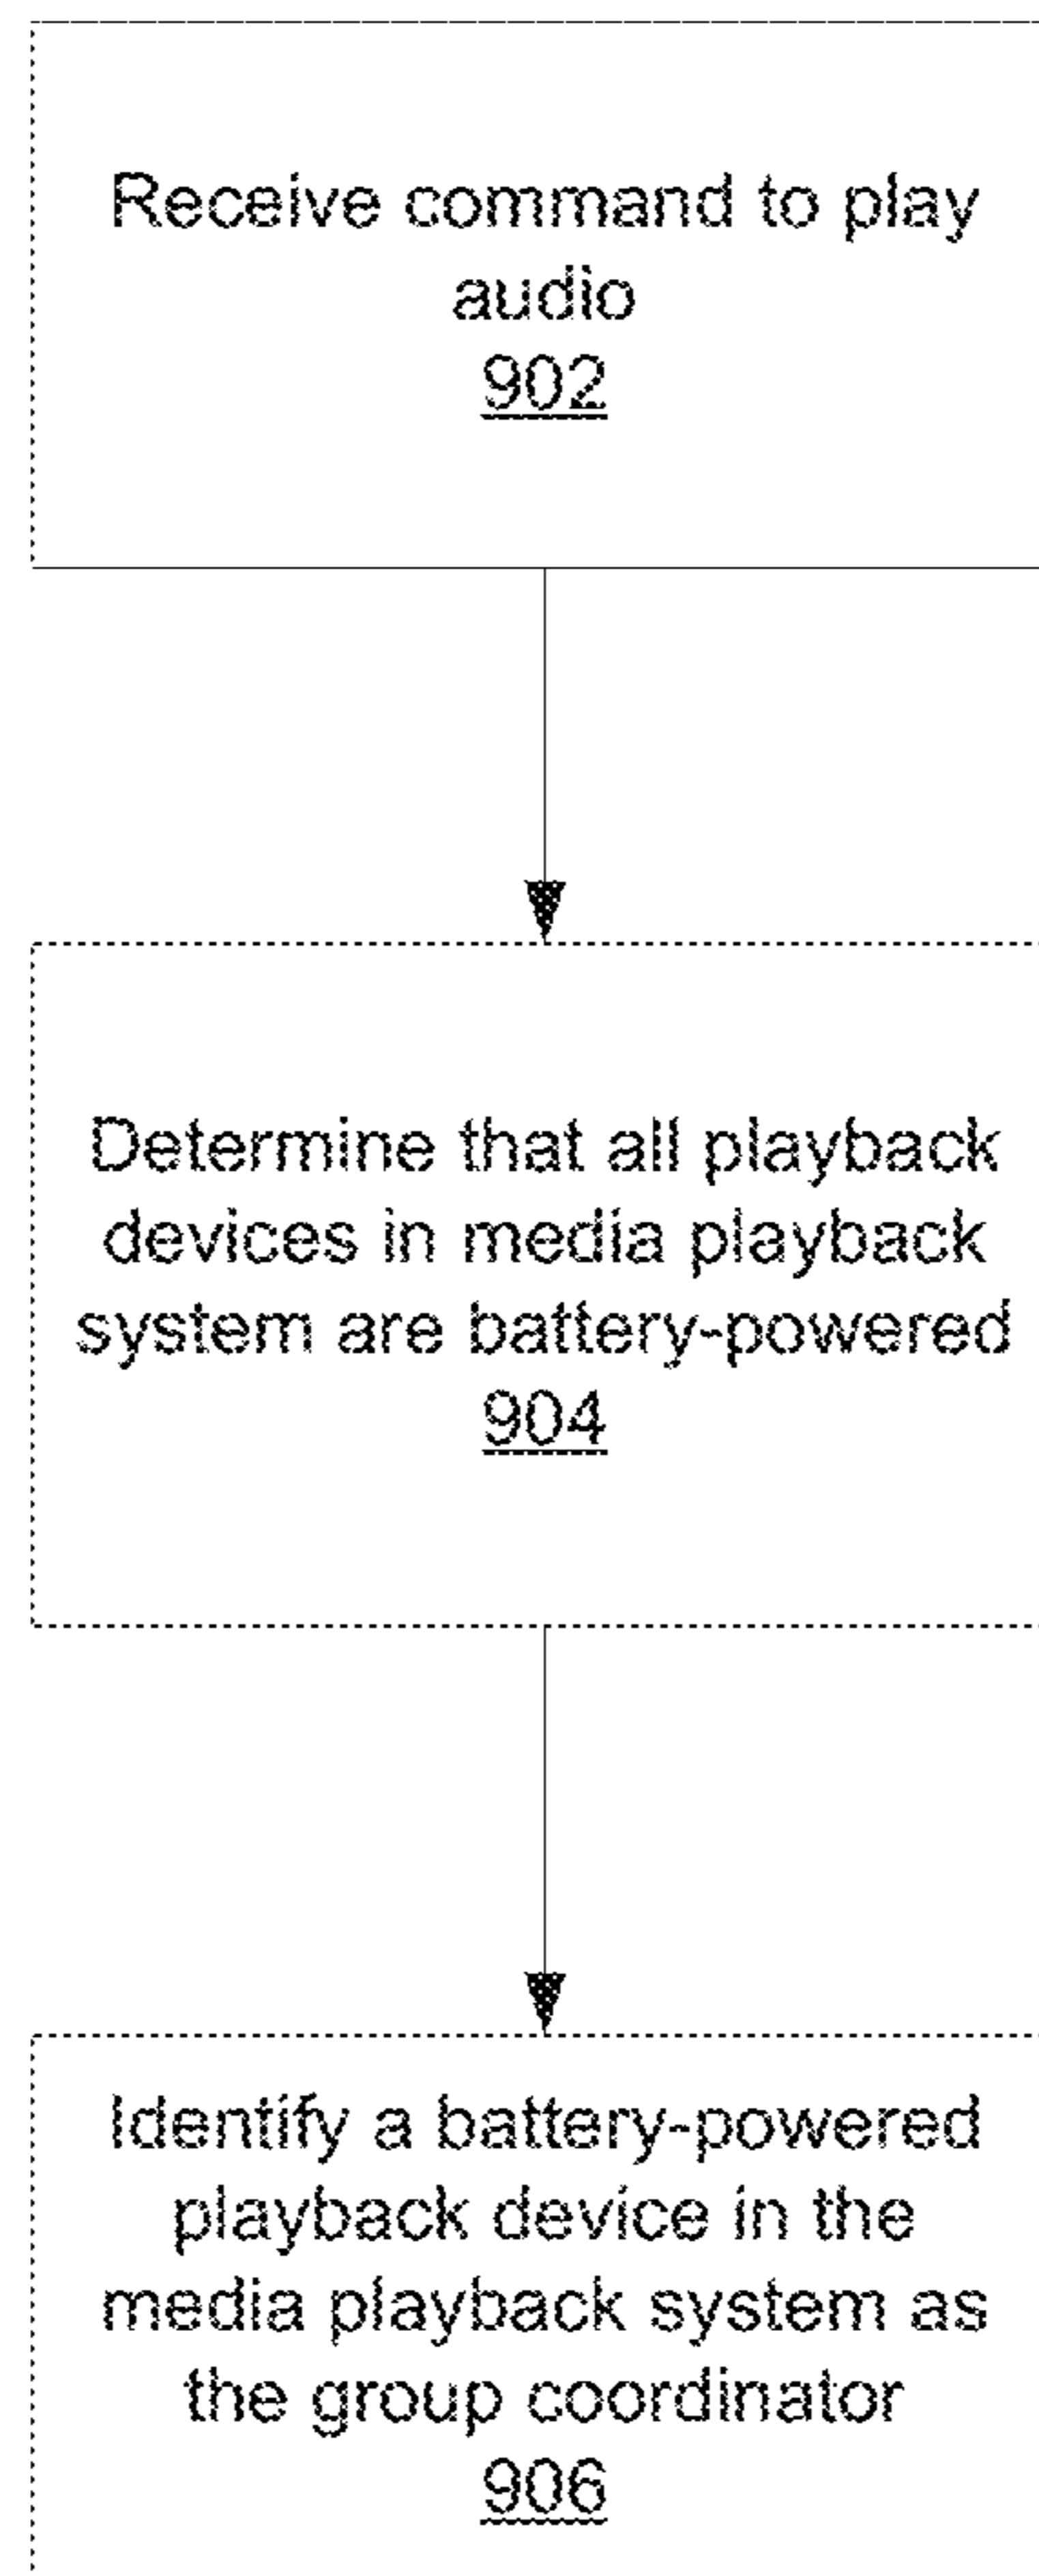 Receive command to play
audio
902
Determine that all playback
devices in media playback
system are battery-powered
904
Identify a battery-powered
playback device in the
media playback system as
the group coordinator
906